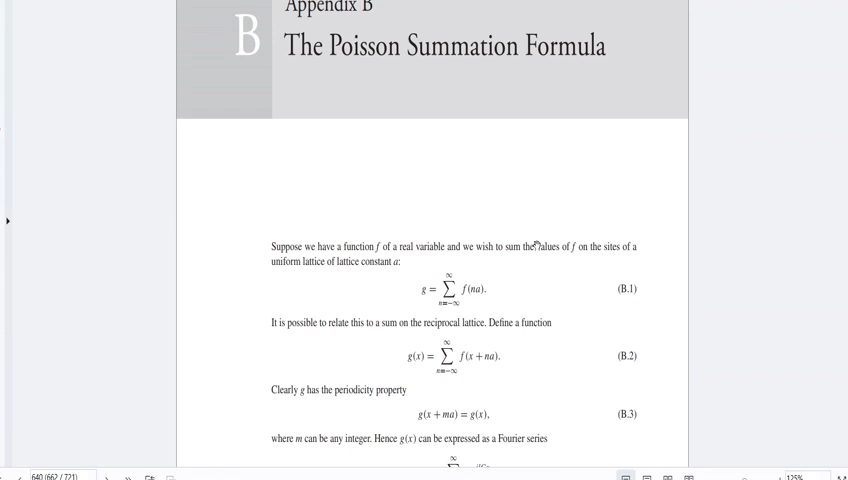 Appendix B
B
The Poisson Summation Formula
Suppose we have a function f of a real variable and we wish to sum the values of f on the sites of a
uniform lattice of lattice constant a:
g = ∑_{n=−∞}^{∞} f(na). (B.1)
It is possible to relate this to a sum on the reciprocal lattice. Define a function
g(x) = ∑_{n=−∞}^{∞} f(x + na). (B.2)
Clearly g has the periodicity property
g(x + ma) = g(x), (B.3)
where m can be any integer. Hence g(x) can be expressed as a Fourier series
640 (662 / 721)
125%